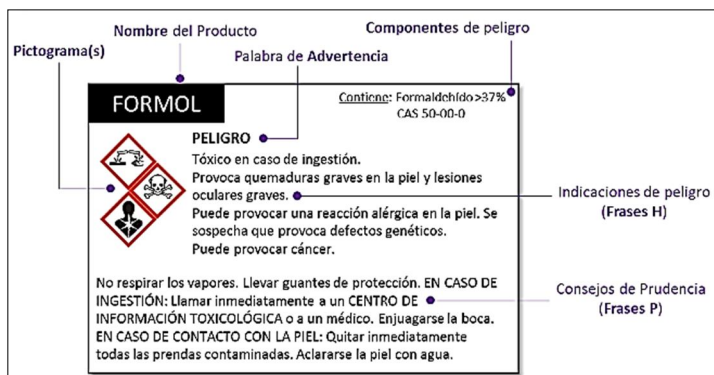 Nombre del Producto
Componentes de peligro
Pictograma(s)
Palabra de Advertencia
FORMOL
Contiene: Formaldehído >37%
CAS 50-00-0
PELIGRO
Tóxico en caso de ingestión.
Provoca quemaduras graves en la piel y lesiones
oculares graves.
Puede provocar una reacción alérgica en la piel. Se
sospecha que provoca defectos genéticos.
Puede provocar cáncer.
Indicaciones de peligro
(Frases H)
No respirar los vapores. Llevar guantes de protección. EN CASO DE
INGESTIÓN: Llamar inmediatamente a un CENTRO DE
INFORMACIÓN TOXICOLÓGICA o a un médico. Enjuagarse la boca.
EN CASO DE CONTACTO CON LA PIEL: Quitar inmediatamente
todas las prendas contaminadas. Aclararse la piel con agua.
Consejos de Prudencia
(Frases P)